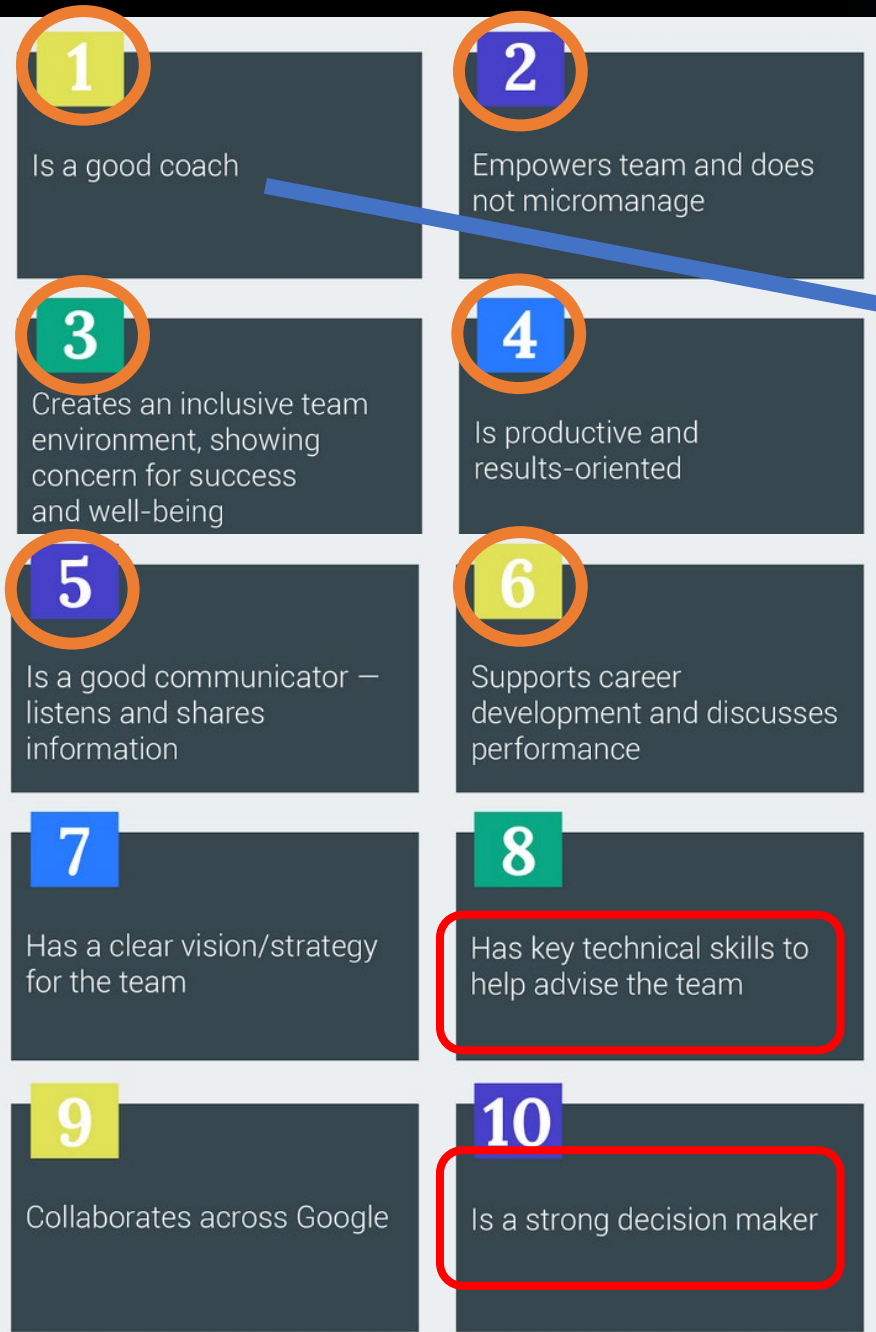 1
Is a good coach
2
Empowers team and does
not micromanage
3
Creates an inclusive team
environment, showing
concern for success
and well-being
4
Is productive and
results-oriented
5
Is a good communicator —
listens and shares
information
6
Supports career
development and discusses
performance
7
Has a clear vision/strategy
for the team
8
Has key technical skills to
help advise the team
9
Collaborates across Google
10
Is a strong decision maker